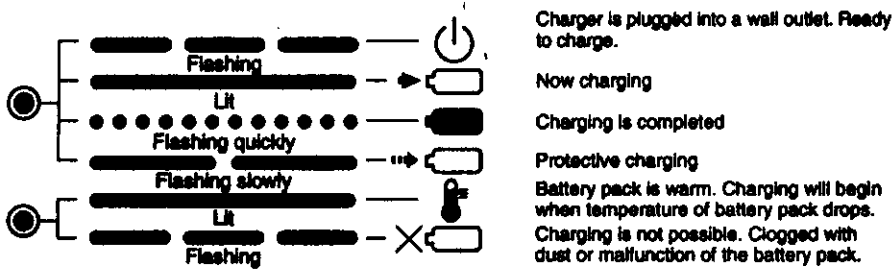 Charger is plugged into a wall outlet. Ready
to charge.
Flashing
Now charging
Lit
Charging is completed
Flashing quickly
Protective charging
Flashing slowly
Battery pack is warm. Charging will begin
when temperature of battery pack drops.
Lit
Charging is not possible. Clogged with
dust or malfunction of the battery pack.
Flashing